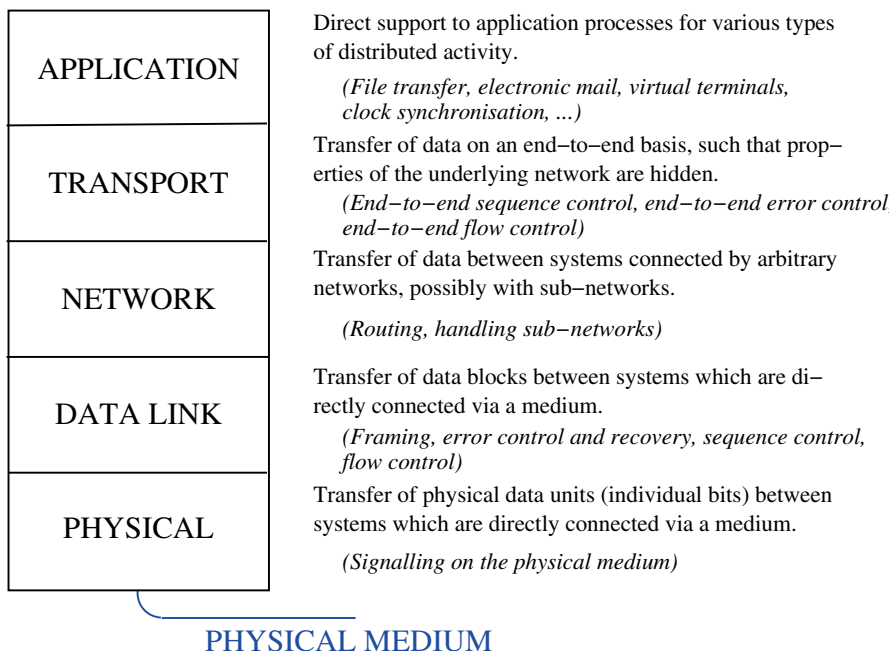 APPLICATION
Direct support to application processes for various types
of distributed activity.
(File transfer, electronic mail, virtual terminals,
clock synchronisation, ...)
TRANSPORT
Transfer of data on an end−to−end basis, such that prop−
erties of the underlying network are hidden.
(End−to−end sequence control, end−to−end error control,
end−to−end flow control)
NETWORK
Transfer of data between systems connected by arbitrary
networks, possibly with sub−networks.
(Routing, handling sub−networks)
DATA LINK
Transfer of data blocks between systems which are di−
rectly connected via a medium.
(Framing, error control and recovery, sequence control,
flow control)
PHYSICAL
Transfer of physical data units (individual bits) between
systems which are directly connected via a medium.
(Signalling on the physical medium)
PHYSICAL MEDIUM